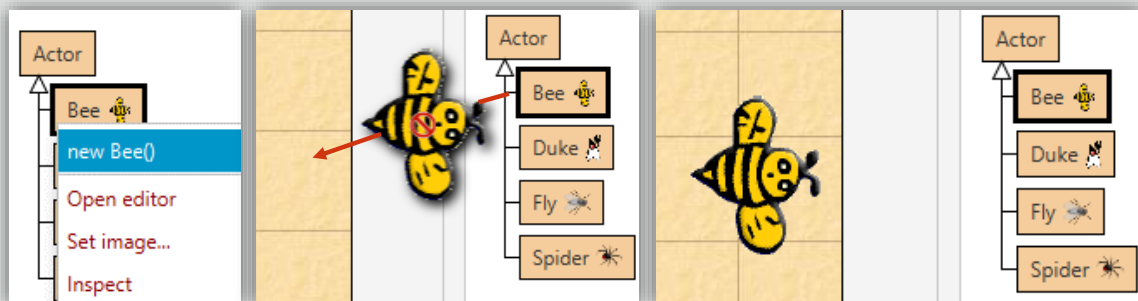 Actor
Bee
new Bee()
Open editor
Set image...
Inspect
Actor
Bee
Duke
Fly
Spider
Actor
Bee
Duke
Fly
Spider